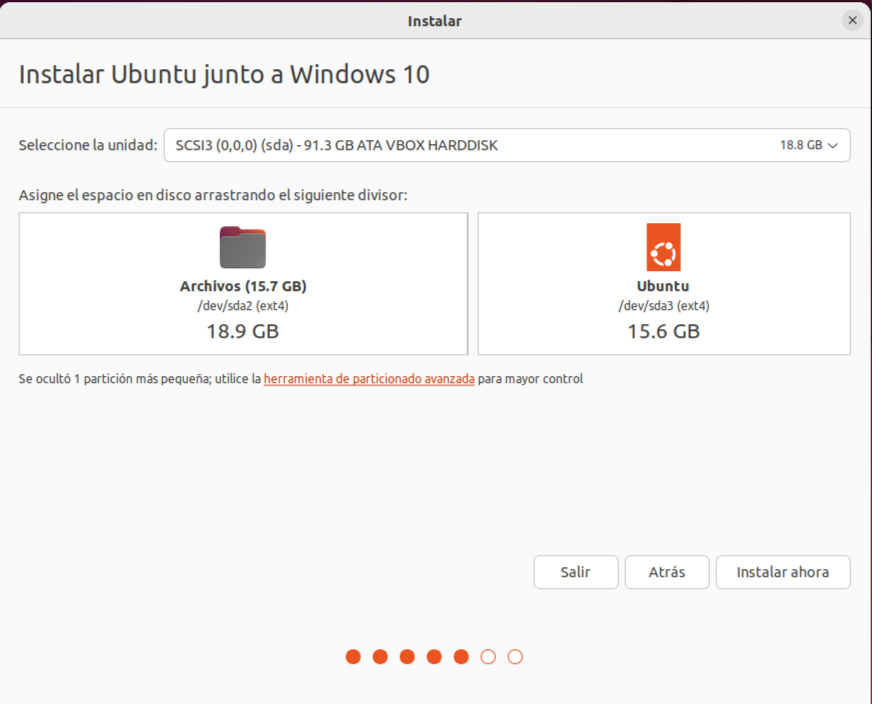 Instalar
Instalar Ubuntu junto a Windows 10
Seleccione la unidad: SCSI3 (0,0,0) (sda) - 91.3 GB ATA VBOX HARDDISK 18.8 GB
Asigne el espacio en disco arrastrando el siguiente divisor:
Archivos (15.7 GB)
/dev/sda2 (ext4)
18.9 GB
Ubuntu
/dev/sda3 (ext4)
15.6 GB
Se ocultó 1 partición más pequeña; utilice la herramienta de particionado avanzada para mayor control
Salir Atrás Instalar ahora